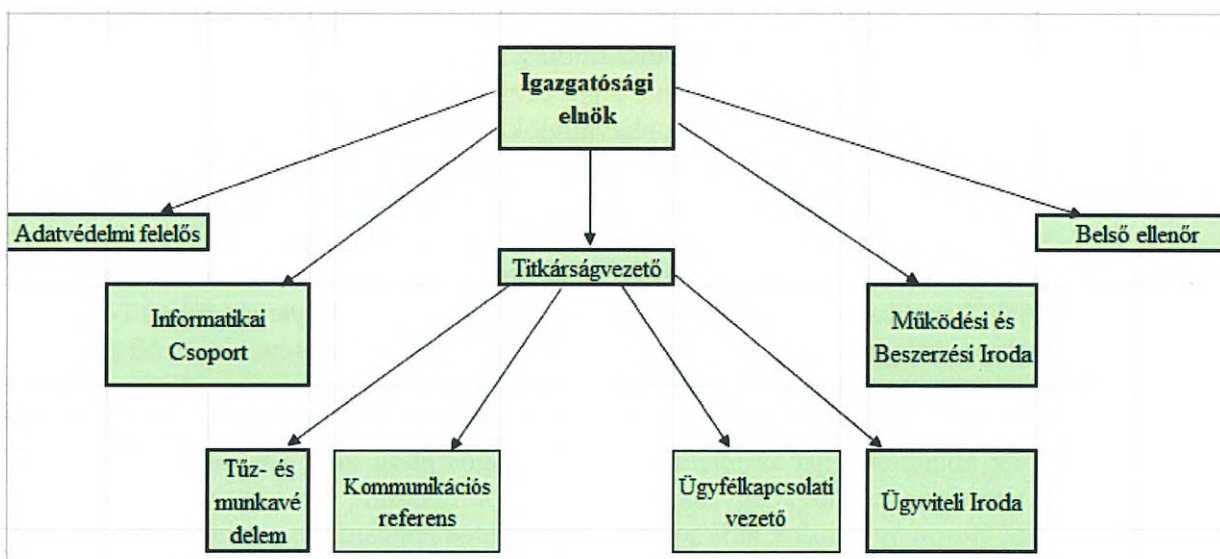 Igazgatósági
elnök
Adatvédelmi felelős
Belső ellenőr
Titkárságvezető
Informatikai
Csoport
Működési és
Beszerzési Iroda
Tűz- és
munkavé
delem
Kommunikációs
referens
Ügyfélkapcsolati
vezető
Ügyviteli Iroda